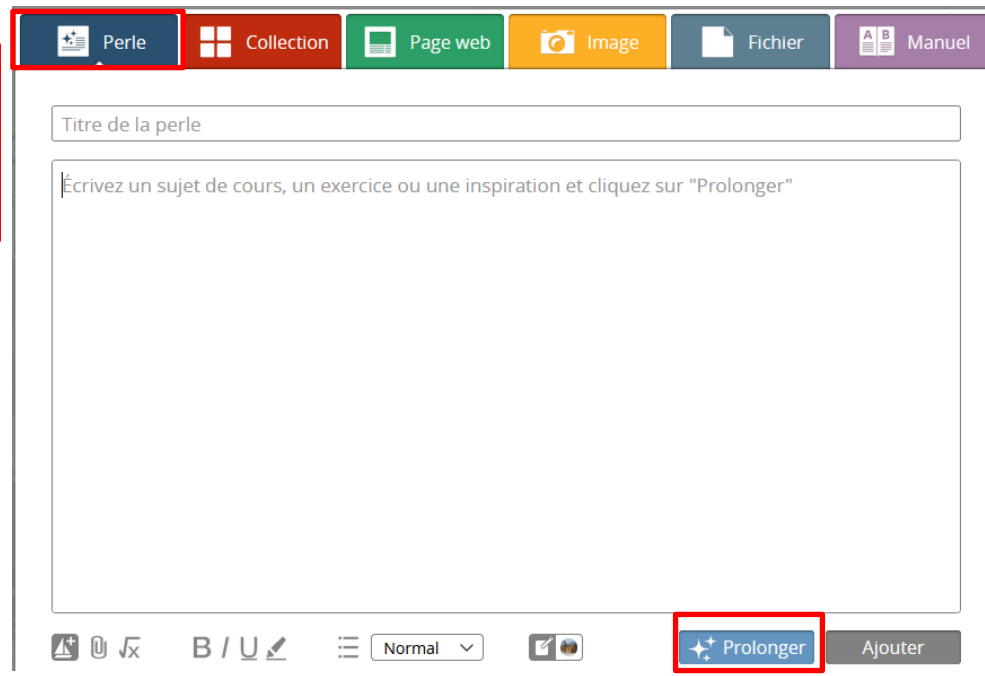 Perle Collection Page web Image Fichier A B Manuel
Titre de la perle
Écrivez un sujet de cours, un exercice ou une inspiration et cliquez sur "Prolonger"
√x B I U Normal Prolonger Ajouter